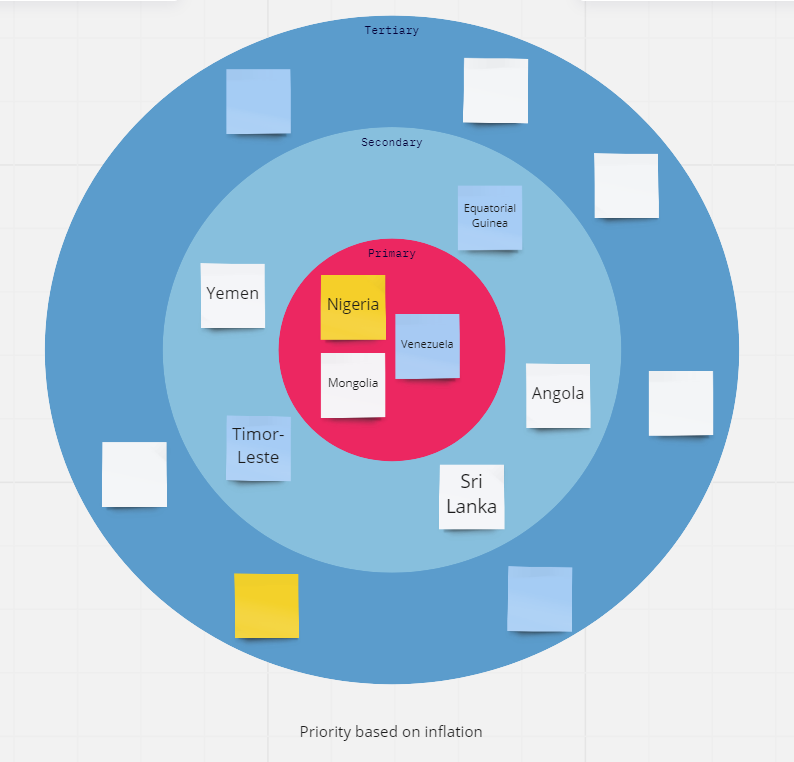 Tertiary
Secondary
Equatorial
Guinea
Primary
Yemen
Nigeria
Venezuela
Mongolia
Angola
Timor-
Leste
Sri
Lanka
Priority based on inflation